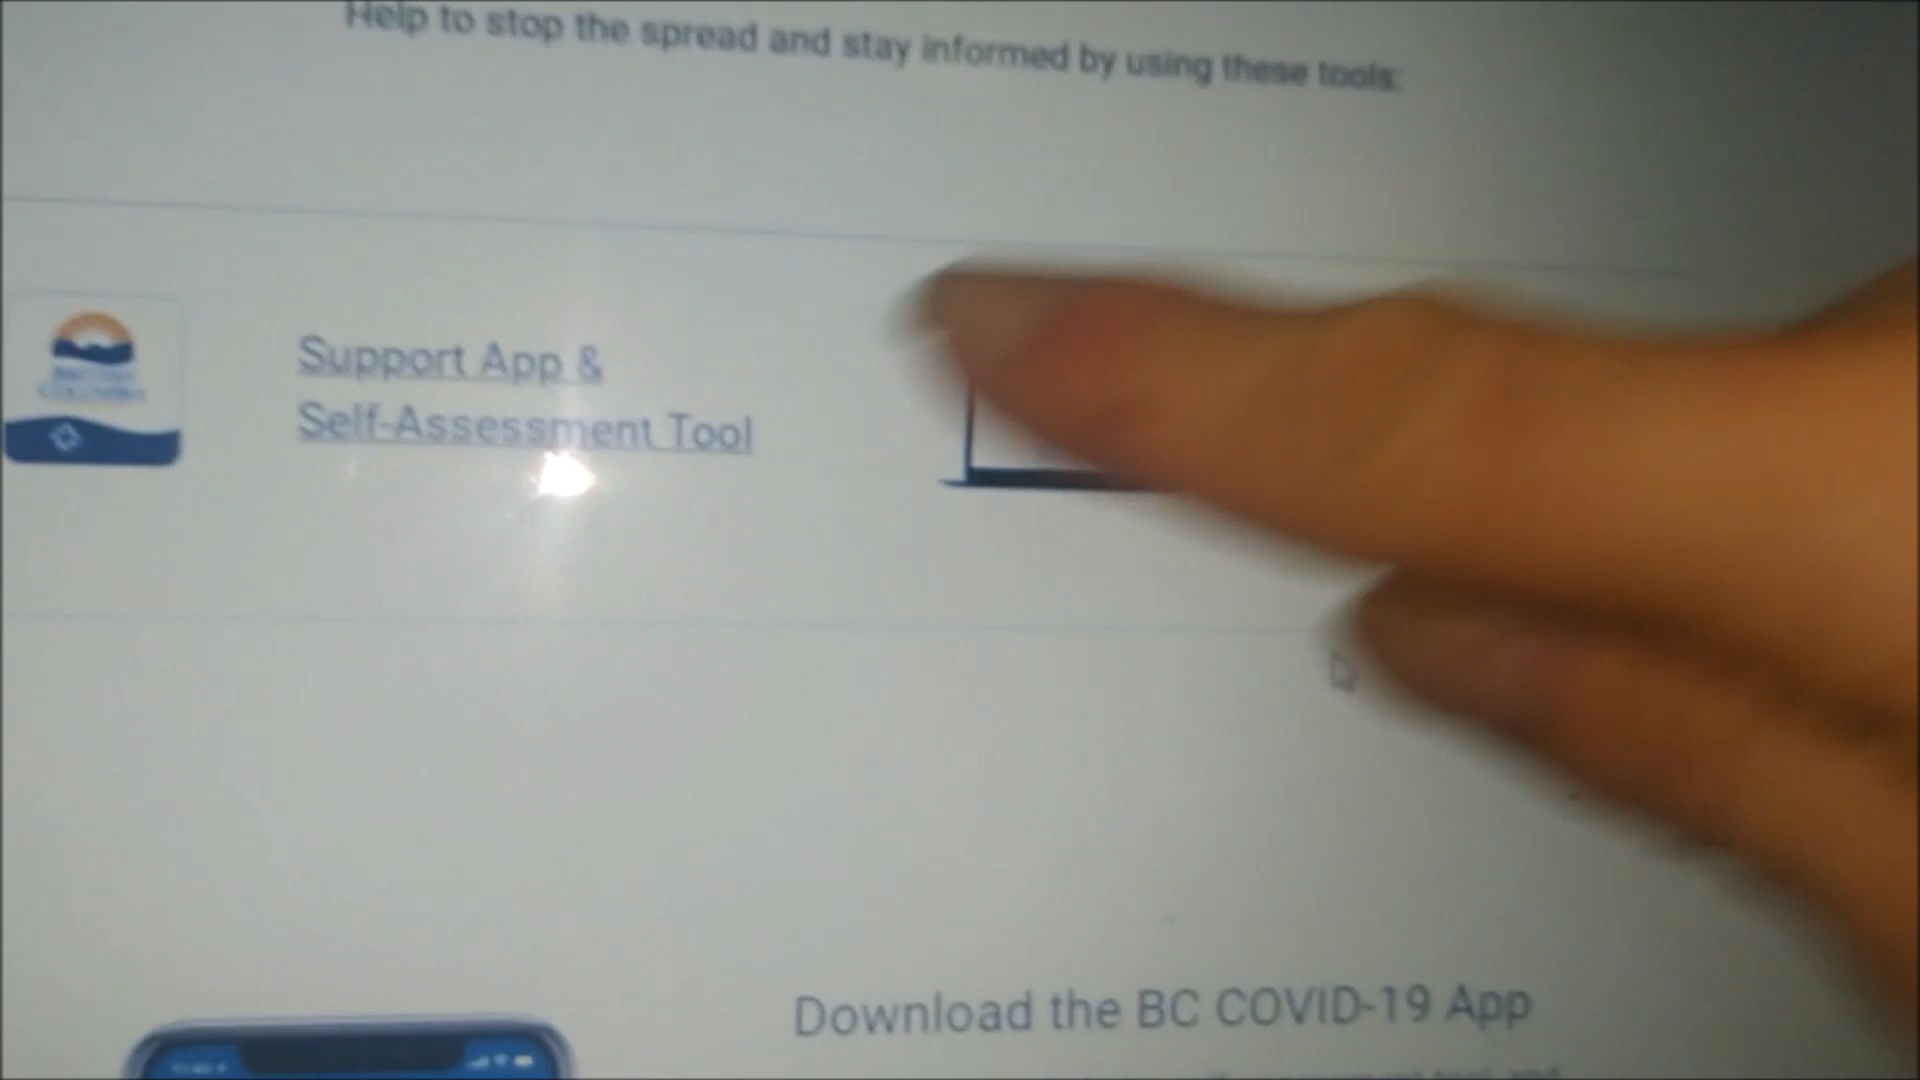 Help to stop the spread and stay informed by using these tools:
Support App &
Self-Assessment Tool
Download the BC COVID-19 App